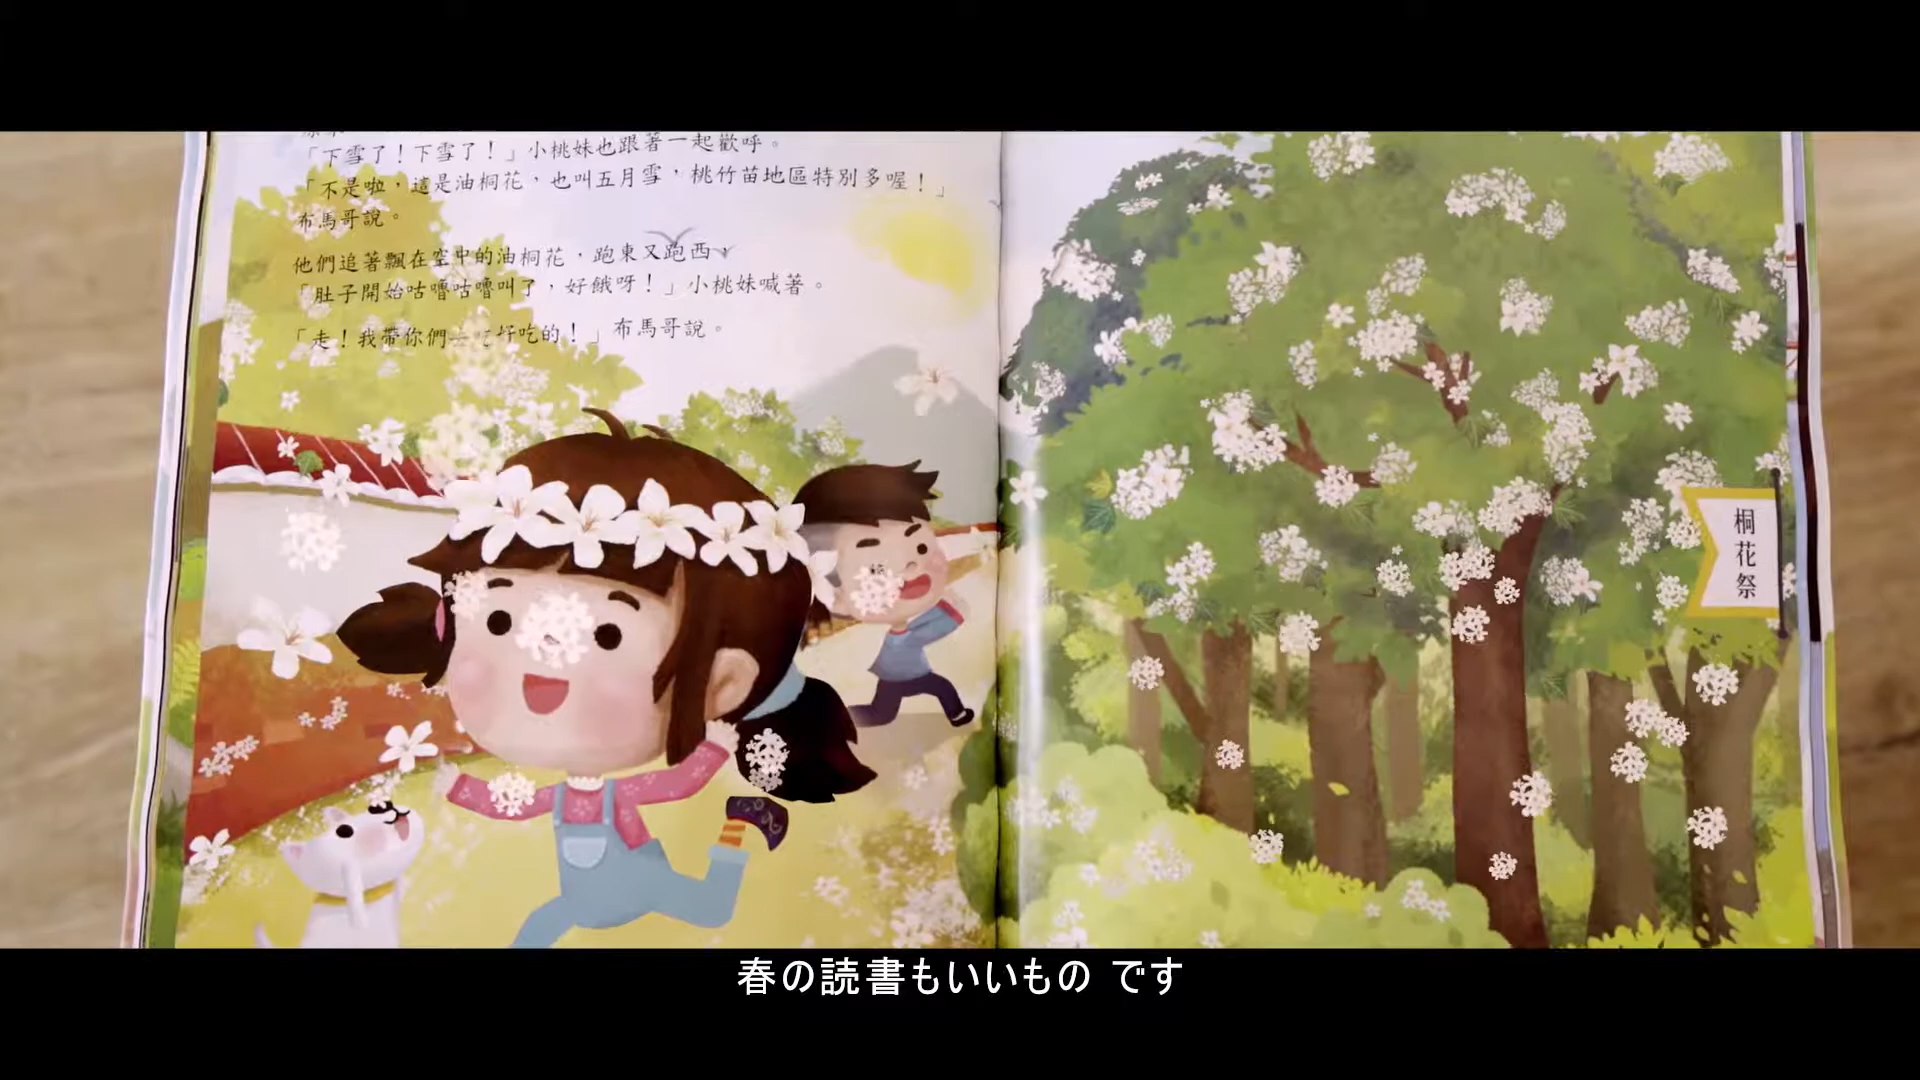 「下雪了！下雪了！」小桃妹也跟著一起歡呼。
「不是啦，這是油桐花，也叫五月雪，桃竹苗地區特別多喔！」
布馬哥說。
他們追著飄在空中的油桐花，跑東又跑西，
「肚子開始咕嚕咕嚕叫了，好餓呀！」小桃妹喊著。
「走！我帶你們 吃好吃的！」布馬哥說。
桐花祭
春の読書もいいもの です